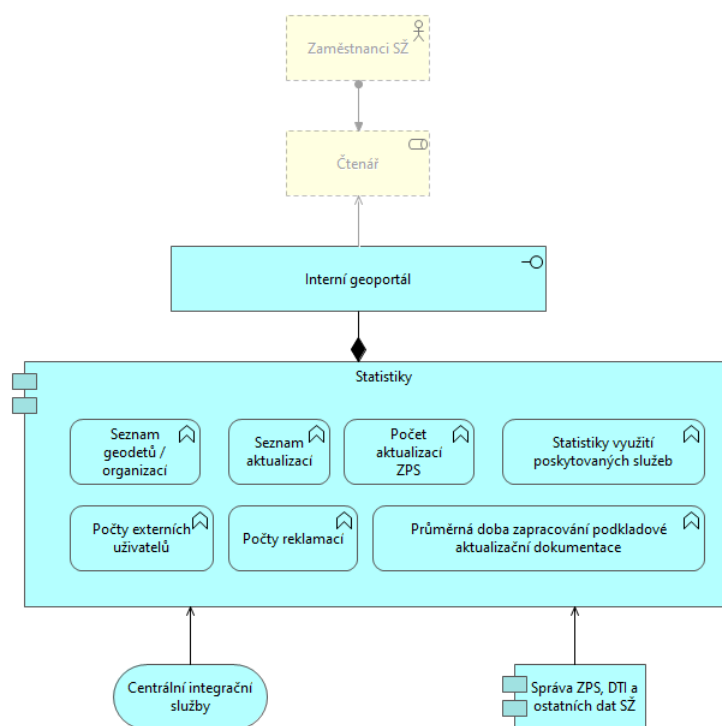 Zaměstnanci SŽ
Čtenář
Interní geoportál
Statistiky
Seznam
geodetů /
organizací
Seznam
aktualizací
Počet
aktualizací
ZPS
Statistiky využití
poskytovaných služeb
Počty externích
uživatelů
Počty reklamací
Průměrná doba zapracování podkladové
aktualizační dokumentace
Centrální integrační
služby
Správa ZPS, DTI a
ostatních dat SŽ